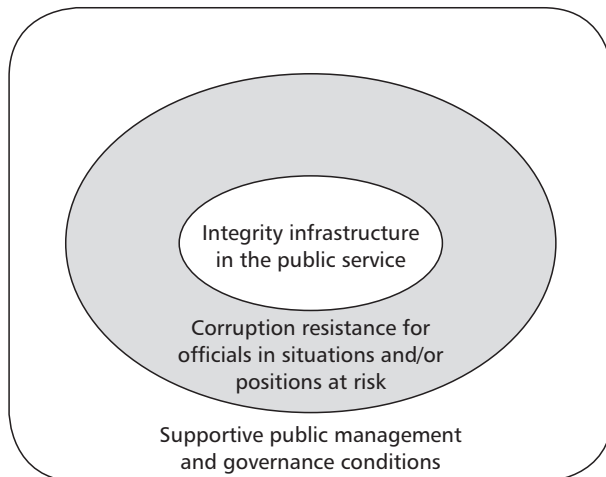 Integrity infrastructure
in the public service
Corruption resistance for
officials in situations and/or
positions at risk
Supportive public management
and governance conditions